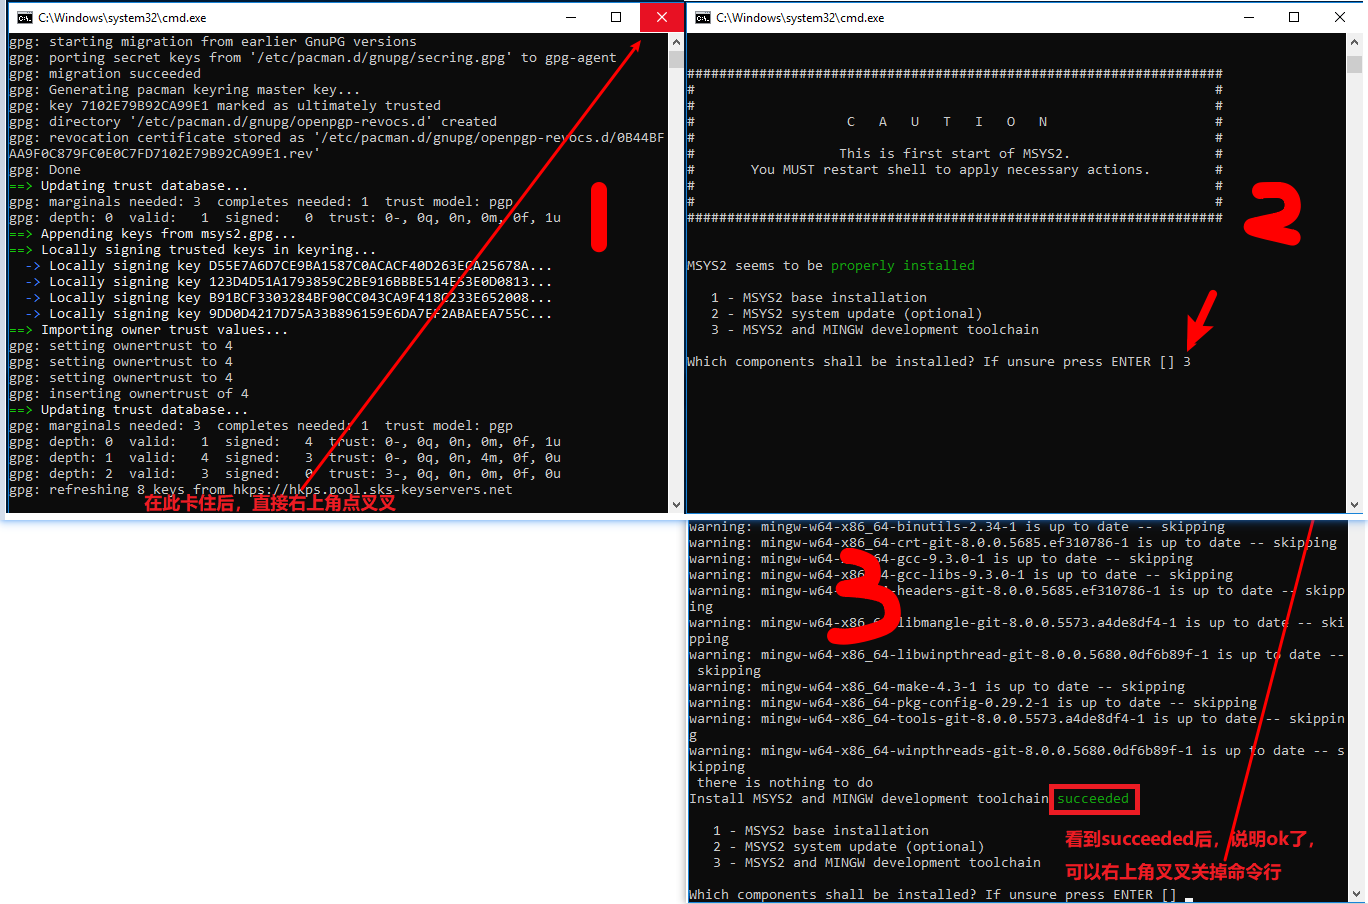 C:\Windows\system32\cmd.exe
gpg: starting migration from earlier GnuPG versions
gpg: porting secret keys from '/etc/pacman.d/gnupg/secring.gpg' to gpg-agent
gpg: migration succeeded
gpg: Generating pacman keyring master key...
gpg: key 7102E79B92CA99E1 marked as ultimately trusted
gpg: directory '/etc/pacman.d/gnupg/openpgp-revocs.d' created
gpg: revocation certificate stored as '/etc/pacman.d/gnupg/openpgp-revocs.d/0B44BF
AA9F0C879FC0E0C7FD7102E79B92CA99E1.rev'
gpg: Done
==> Updating trust database...
gpg: marginals needed: 3  completes needed: 1  trust model: pgp
gpg: depth: 0  valid:   1  signed:   0  trust: 0-, 0q, 0n, 0m, 0f, 1u
==> Appending keys from msys2.gpg...
==> Locally signing trusted keys in keyring...
  -> Locally signing key D55E7A6D7CE9BA1587C0ACACF40D263ECA25678A...
  -> Locally signing key 123D4D51A1793859C2BE916BBBE514E53E0D0813...
  -> Locally signing key B91BCF3303284BF90CC043CA9F418C233E652008...
  -> Locally signing key 9DD0D4217D75A33B896159E6DA7EF2ABAEEA755C...
==> Importing owner trust values...
gpg: setting ownertrust to 4
gpg: setting ownertrust to 4
gpg: setting ownertrust to 4
gpg: inserting ownertrust of 4
==> Updating trust database...
gpg: marginals needed: 3  completes needed: 1  trust model: pgp
gpg: depth: 0  valid:   1  signed:   4  trust: 0-, 0q, 0n, 0m, 0f, 1u
gpg: depth: 1  valid:   4  signed:   3  trust: 0-, 0q, 0n, 4m, 0f, 0u
gpg: depth: 2  valid:   3  signed:   0  trust: 3-, 0q, 0n, 0m, 0f, 0u
gpg: refreshing 8 keys from hkps://hkps.pool.sks-keyservers.net
在此卡住后，直接右上角点叉叉
1
C:\Windows\system32\cmd.exe
###################################################################
#                                                                 #
#                                                                 #
#                   C   A   U   T   I   O   N                     #
#                                                                 #
#                  This is first start of MSYS2.                  #
#       You MUST restart shell to apply necessary actions.        #
#                                                                 #
#                                                                 #
###################################################################
2
MSYS2 seems to be properly installed
1 - MSYS2 base installation
2 - MSYS2 system update (optional)
3 - MSYS2 and MINGW development toolchain
Which components shall be installed? If unsure press ENTER [] 3
warning: mingw-w64-x86_64-binutils-2.34-1 is up to date -- skipping
warning: mingw-w64-x86_64-crt-git-8.0.0.5685.ef310786-1 is up to date -- skipping
warning: mingw-w64-x86_64-gcc-9.3.0-1 is up to date -- skipping
warning: mingw-w64-x86_64-gcc-libs-9.3.0-1 is up to date -- skipping
warning: mingw-w64-x86_64-headers-git-8.0.0.5685.ef310786-1 is up to date -- skipp
ing
warning: mingw-w64-x86_64-libmangle-git-8.0.0.5573.a4de8df4-1 is up to date -- ski
pping
warning: mingw-w64-x86_64-libwinpthread-git-8.0.0.5680.0df6b89f-1 is up to date --
 skipping
warning: mingw-w64-x86_64-make-4.3-1 is up to date -- skipping
warning: mingw-w64-x86_64-pkg-config-0.29.2-1 is up to date -- skipping
warning: mingw-w64-x86_64-tools-git-8.0.0.5573.a4de8df4-1 is up to date -- skippin
g
warning: mingw-w64-x86_64-winpthreads-git-8.0.0.5680.0df6b89f-1 is up to date -- s
kipping
 there is nothing to do
Install MSYS2 and MINGW development toolchain succeeded
3
1 - MSYS2 base installation
2 - MSYS2 system update (optional)
3 - MSYS2 and MINGW development toolchain
看到succeeded后，说明ok了，
可以右上角叉叉关掉命令行
Which components shall be installed? If unsure press ENTER []